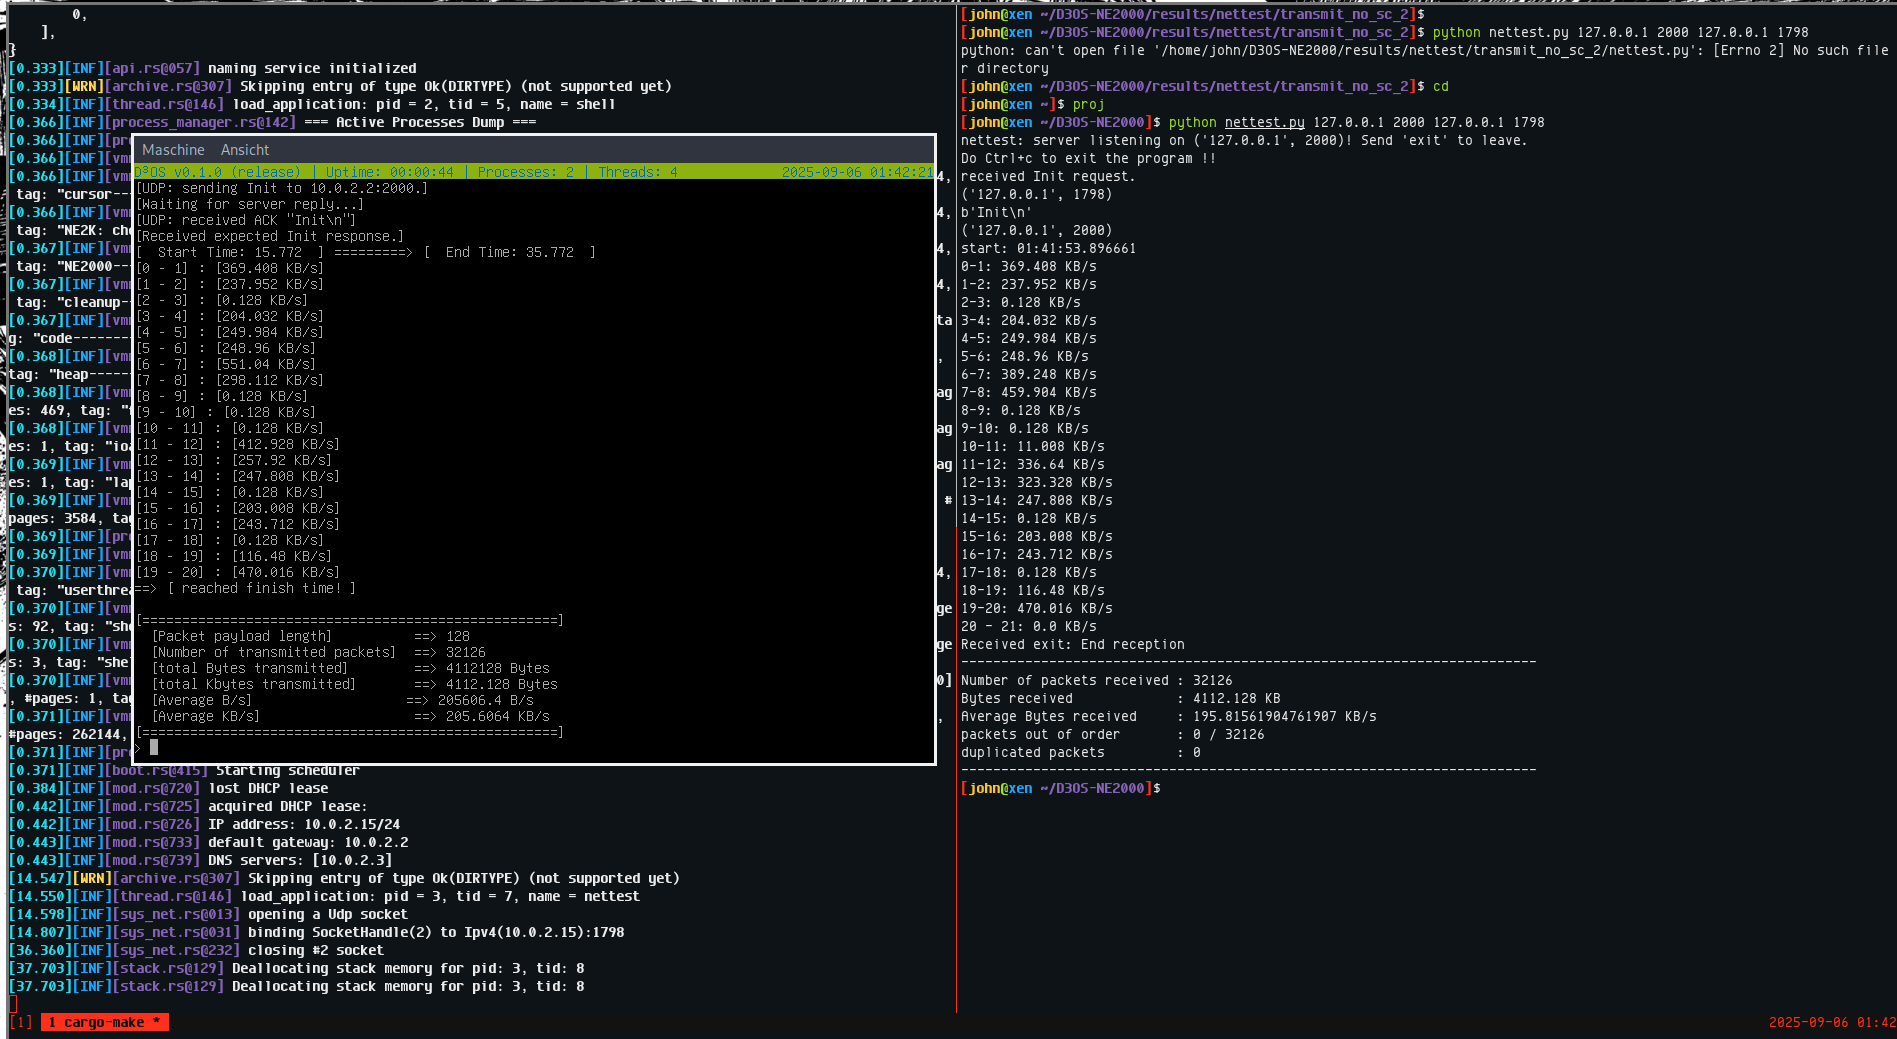 0,
],
}
[0.333][INF][api.rs@057] naming service initialized
[0.333][WRN][archive.rs@307] Skipping entry of type Ok(DIRTYPE) (not supported yet)
[0.334][INF][thread.rs@146] load_application: pid = 2, tid = 5, name = shell
[0.366][INF][process_manager.rs@142] === Active Processes Dump ===
[0.366][INF][pr
[0.366][INF][vm
[0.366][INF][vm
tag: "cursor---
[0.366][INF][vm
tag: "NE2K: che
[0.367][INF][vm
tag: "NE2000---
[0.367][INF][vm
tag: "cleanup--
[0.367][INF][vm
g: "code-------
[0.368][INF][vm
tag: "heap-----
[0.368][INF][vm
es: 469, tag: "
[0.368][INF][vm
es: 1, tag: "io
[0.369][INF][vm
es: 1, tag: "la
[0.369][INF][vm
pages: 3584, ta
[0.369][INF][pr
[0.369][INF][vm
[0.370][INF][vm
tag: "userthrea
[0.370][INF][vm
s: 92, tag: "sh
[0.370][INF][vm
s: 3, tag: "she
[0.370][INF][vm
, #pages: 1, ta
[0.371][INF][vm
#pages: 262144,
[0.371][INF][pr
[0.371][INF][boot.rs@415] Starting scheduler
[0.384][INF][mod.rs@720] lost DHCP lease
[0.442][INF][mod.rs@725] acquired DHCP lease:
[0.442][INF][mod.rs@726] IP address: 10.0.2.15/24
[0.443][INF][mod.rs@733] default gateway: 10.0.2.2
[0.443][INF][mod.rs@739] DNS servers: [10.0.2.3]
[14.547][WRN][archive.rs@307] Skipping entry of type Ok(DIRTYPE) (not supported yet)
[14.550][INF][thread.rs@146] load_application: pid = 3, tid = 7, name = nettest
[14.598][INF][sys_net.rs@013] opening a Udp socket
[14.807][INF][sys_net.rs@031] binding SocketHandle(2) to Ipv4(10.0.2.15):1798
[36.360][INF][sys_net.rs@232] closing #2 socket
[37.703][INF][stack.rs@129] Deallocating stack memory for pid: 3, tid: 8
[37.703][INF][stack.rs@129] Deallocating stack memory for pid: 3, tid: 8
Maschine Ansicht
D³OS v0.1.0 (release) | Uptime: 00:00:44 | Processes: 2 | Threads: 4 2025-09-06 01:42:21
[UDP: sending Init to 10.0.2.2:2000.]
[Waiting for server reply...]
[UDP: received ACK "Init\n"]
[Received expected Init response.]
[ Start Time: 15.772 ] =========> [ End Time: 35.772 ]
[0 - 1] : [369.408 KB/s]
[1 - 2] : [237.952 KB/s]
[2 - 3] : [0.128 KB/s]
[3 - 4] : [204.032 KB/s]
[4 - 5] : [249.984 KB/s]
[5 - 6] : [248.96 KB/s]
[6 - 7] : [551.04 KB/s]
[7 - 8] : [298.112 KB/s]
[8 - 9] : [0.128 KB/s]
[9 - 10] : [0.128 KB/s]
[10 - 11] : [0.128 KB/s]
[11 - 12] : [412.928 KB/s]
[12 - 13] : [257.92 KB/s]
[13 - 14] : [247.808 KB/s]
[14 - 15] : [0.128 KB/s]
[15 - 16] : [203.008 KB/s]
[16 - 17] : [243.712 KB/s]
[17 - 18] : [0.128 KB/s]
[18 - 19] : [116.48 KB/s]
[19 - 20] : [470.016 KB/s]
==> [ reached finish time! ]
[====================================================]
[Packet payload length] ==> 128
[Number of transmitted packets] ==> 32126
[total Bytes transmitted] ==> 4112128 Bytes
[total Kbytes transmitted] ==> 4112.128 Bytes
[Average B/s] ==> 205606.4 B/s
[Average KB/s] ==> 205.6064 KB/s
[====================================================]
>
4,
4,
4,
4,
ta
,
ag
ag
ag
#
4,
ge
ge
0]
,
[john@xen ~/D3OS-NE2000/results/nettest/transmit_no_sc_2]$
[john@xen ~/D3OS-NE2000/results/nettest/transmit_no_sc_2]$ python nettest.py 127.0.0.1 2000 127.0.0.1 1798
python: can't open file '/home/john/D3OS-NE2000/results/nettest/transmit_no_sc_2/nettest.py': [Errno 2] No such file
r directory
[john@xen ~/D3OS-NE2000/results/nettest/transmit_no_sc_2]$ cd
[john@xen ~]$ proj
[john@xen ~/D3OS-NE2000]$ python nettest.py 127.0.0.1 2000 127.0.0.1 1798
nettest: server listening on ('127.0.0.1', 2000)! Send 'exit' to leave.
Do Ctrl+c to exit the program !!
received Init request.
('127.0.0.1', 1798)
b'Init\n'
('127.0.0.1', 2000)
start: 01:41:53.896661
0-1: 369.408 KB/s
1-2: 237.952 KB/s
2-3: 0.128 KB/s
3-4: 204.032 KB/s
4-5: 249.984 KB/s
5-6: 248.96 KB/s
6-7: 389.248 KB/s
7-8: 459.904 KB/s
8-9: 0.128 KB/s
9-10: 0.128 KB/s
10-11: 11.008 KB/s
11-12: 336.64 KB/s
12-13: 323.328 KB/s
13-14: 247.808 KB/s
14-15: 0.128 KB/s
15-16: 203.008 KB/s
16-17: 243.712 KB/s
17-18: 0.128 KB/s
18-19: 116.48 KB/s
19-20: 470.016 KB/s
20 - 21: 0.0 KB/s
Received exit: End reception
------------------------------------------------------------------------
Number of packets received : 32126
Bytes received : 4112.128 KB
Average Bytes received : 195.81561904761907 KB/s
packets out of order : 0 / 32126
duplicated packets : 0
------------------------------------------------------------------------
[john@xen ~/D3OS-NE2000]$
[1] 1 cargo-make *
2025-09-06 01:42